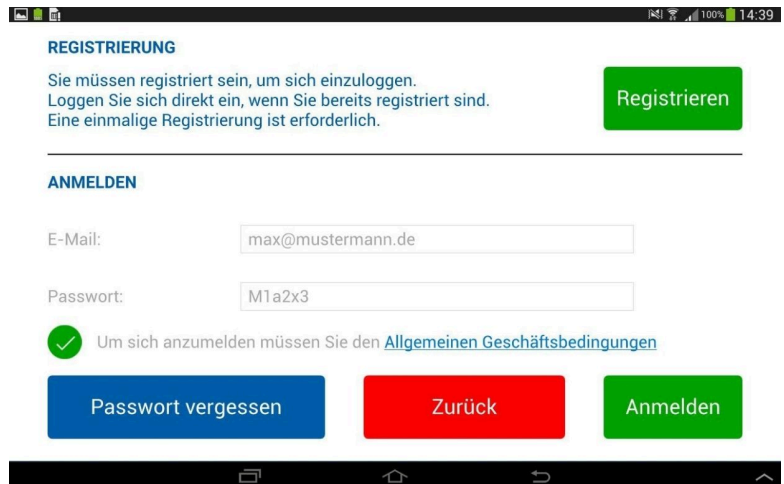 100% 14:39
REGISTRIERUNG
Sie müssen registriert sein, um sich einzuloggen.
Loggen Sie sich direkt ein, wenn Sie bereits registriert sind.
Eine einmalige Registrierung ist erforderlich.
Registrieren
ANMELDEN
E-Mail: max@mustermann.de
Passwort: M1a2x3
Um sich anzumelden müssen Sie den Allgemeinen Geschäftsbedingungen
Passwort vergessen Zurück Anmelden